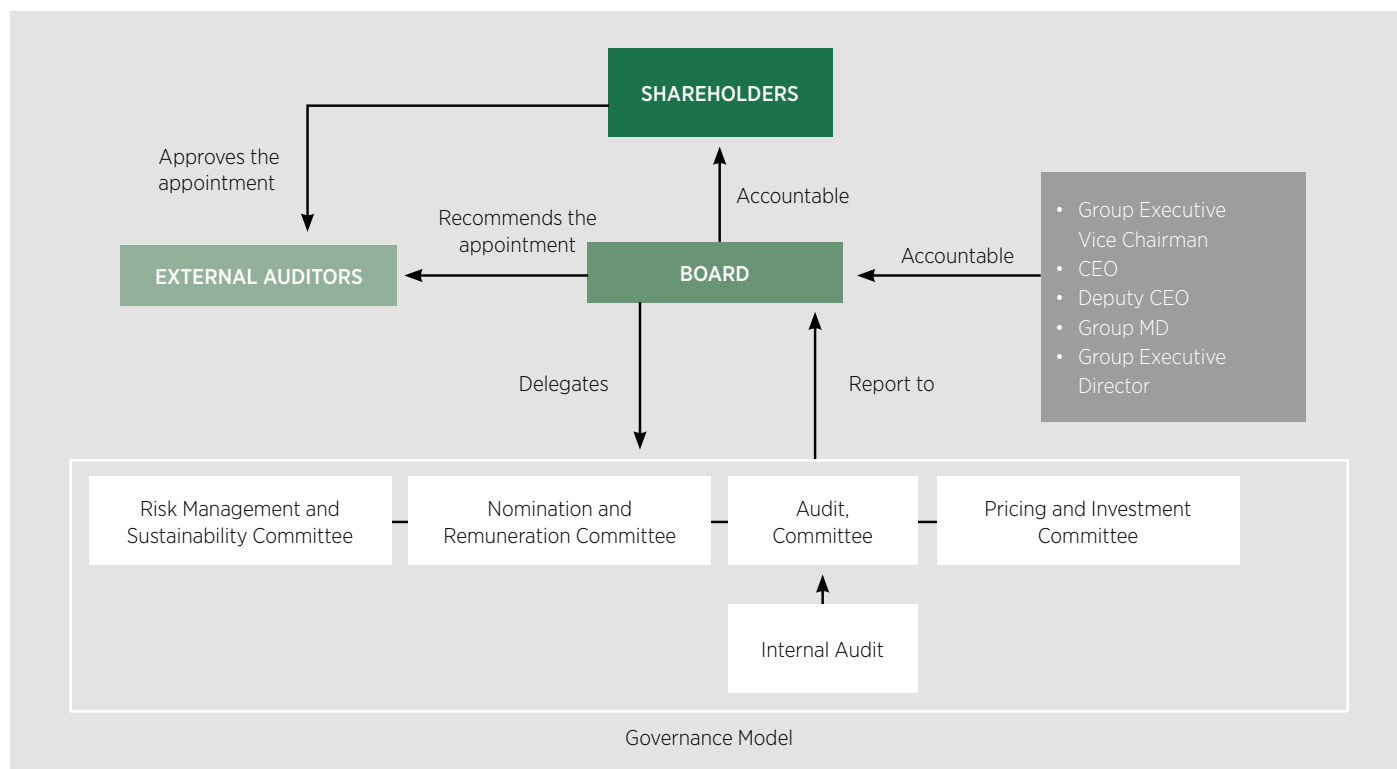 SHAREHOLDERS
Approves the
appointment
Accountable
Recommends the
appointment
EXTERNAL AUDITORS
BOARD
Accountable
• Group Executive
Vice Chairman
• CEO
• Deputy CEO
• Group MD
• Group Executive
Director
Delegates
Report to
Risk Management and
Sustainability Committee
Nomination and
Remuneration Committee
Audit,
Committee
Pricing and Investment
Committee
Internal Audit
Governance Model